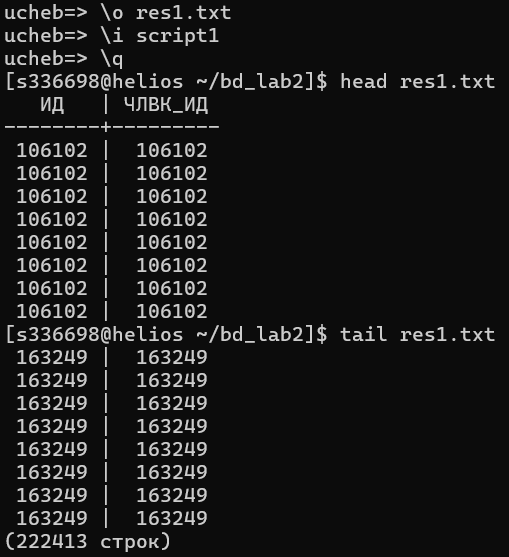 ucheb=> \o res1.txt
ucheb=> \i script1
ucheb=> \q
[s336698@helios ~/bd_lab2]$ head res1.txt
   ИД   | ЧЛВК_ИД
--------+---------
 106102 |  106102
 106102 |  106102
 106102 |  106102
 106102 |  106102
 106102 |  106102
 106102 |  106102
 106102 |  106102
 106102 |  106102
[s336698@helios ~/bd_lab2]$ tail res1.txt
 163249 |  163249
 163249 |  163249
 163249 |  163249
 163249 |  163249
 163249 |  163249
 163249 |  163249
 163249 |  163249
 163249 |  163249
(222413 строк)